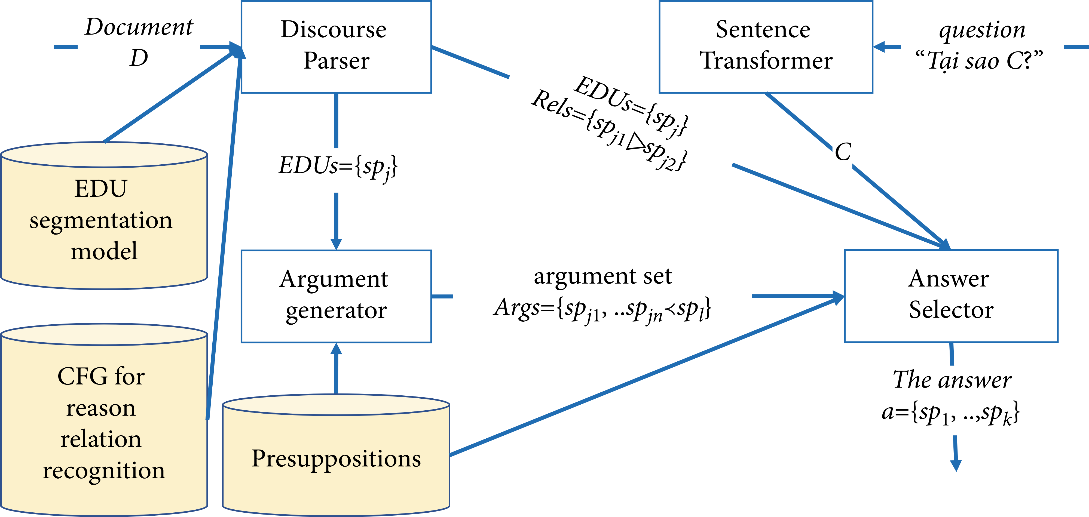 Document
D
Discourse
Parser
Sentence
Transformer
question
“Tại sao C?”
EDUs={spj}
Rels={spj1▷spj2}
C
EDU
segmentation
model
EDUs={spj}
Argument
generator
argument set
Args={spj1, ..spjn≺spl}
Answer
Selector
CFG for
reason
relation
recognition
Presuppositions
The answer
a={sp1, ..,spk}